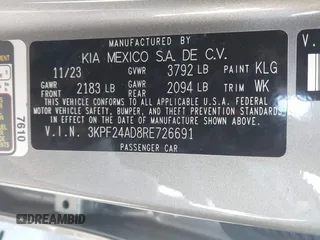 MANUFACTURED BY
KIA MEXICO S.A. DE C.V.
11/23 GVWR 3792 LB PAINT KLG
GAWR GAWR
2183 LB 2094 LB TRIM WK
THIS VEHICLE CONFORMS TO ALL APPLICABLE U.S. FEDERAL MOTOR
VEHICLE SAFETY, BUMPER, AND THEFT PREVENTION STANDARDS IN
EFFECT ON THE DATE OF MANUFACTURE SHOWN ABOVE.
V.I.N. 3KPF24AD8RE726691
PASSENGER CAR
7610
V.
DREAMBID